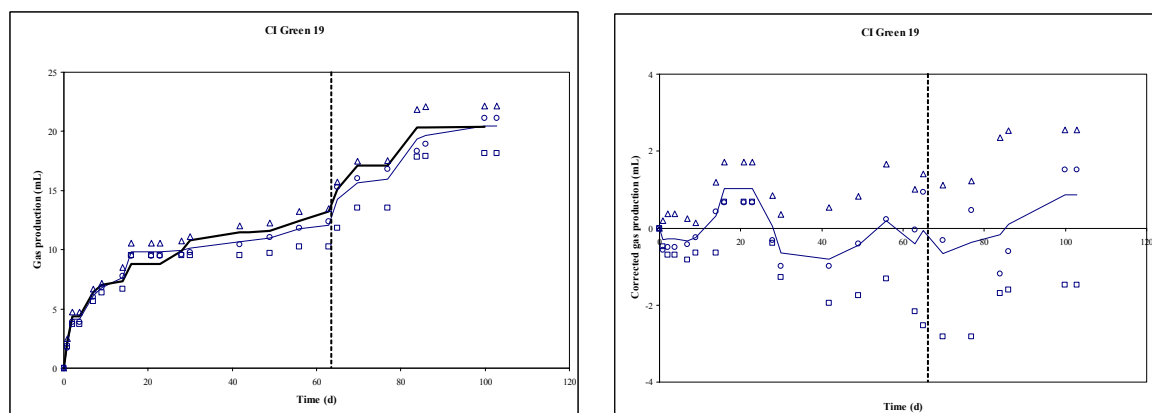 CI Green 19
25
20
15
10
5
0
0 20 40 60 80 100 120
Gas production (mL)
Time (d)
CI Green 19
4
2
0
-2
-4
0 20 40 60 80 100 120
Corrected gas production (mL)
Time (d)